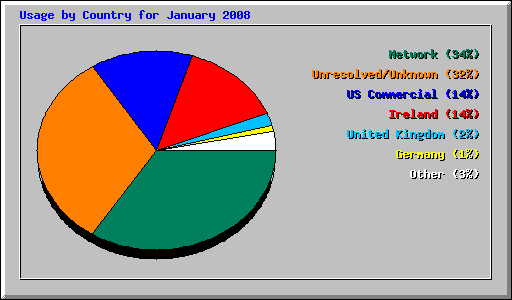 Usage by Country for January 2008
Network (34%)
Unresolved/Unknown (32%)
US Commercial (14%)
Ireland (14%)
United Kingdom (2%)
Germany (1%)
Other (3%)